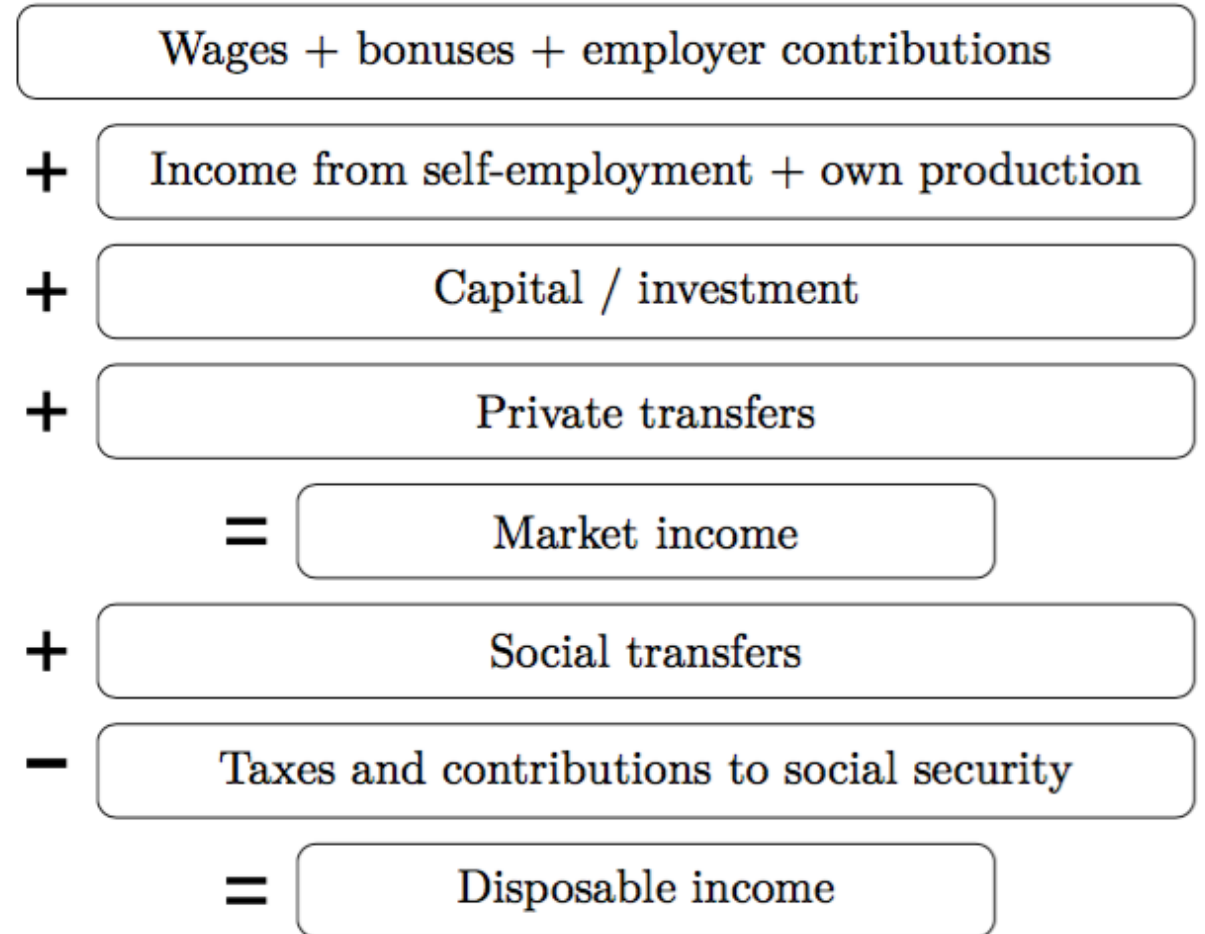 Wages + bonuses + employer contributions
+ Income from self-employment + own production
+ Capital / investment
+ Private transfers
= Market income
+ Social transfers
− Taxes and contributions to social security
= Disposable income